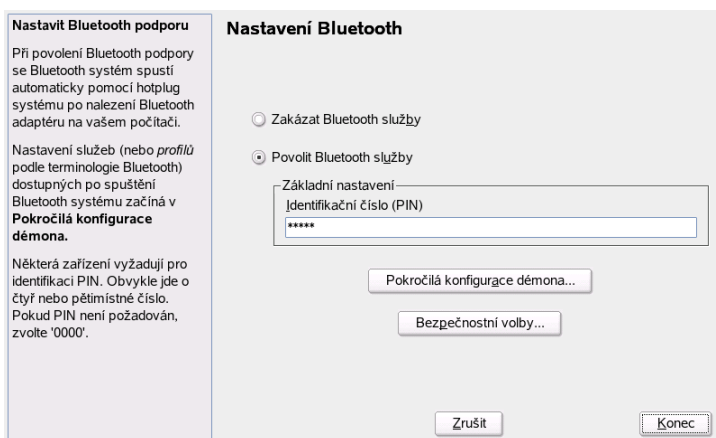 Nastavit Bluetooth podporu
Při povolení Bluetooth podpory
se Bluetooth systém spustí
automaticky pomocí hotplug
systému po nalezení Bluetooth
adaptéru na vašem počítači.
Nastavení služeb (nebo profilů
podle terminologie Bluetooth)
dostupných po spuštění
Bluetooth systému začíná v
Pokročilá konfigurace
démona.
Některá zařízení vyžadují pro
identifikaci PIN. Obvykle jde o
čtyř nebo pětimístné číslo.
Pokud PIN není požadován,
zvolte '0000'.
Nastavení Bluetooth
Zakázat Bluetooth služby
Povolit Bluetooth služby
Základní nastavení
Identifikační číslo (PIN)
*****
Pokročilá konfigurace démona...
Bezpečnostní volby...
Zrušit
Konec